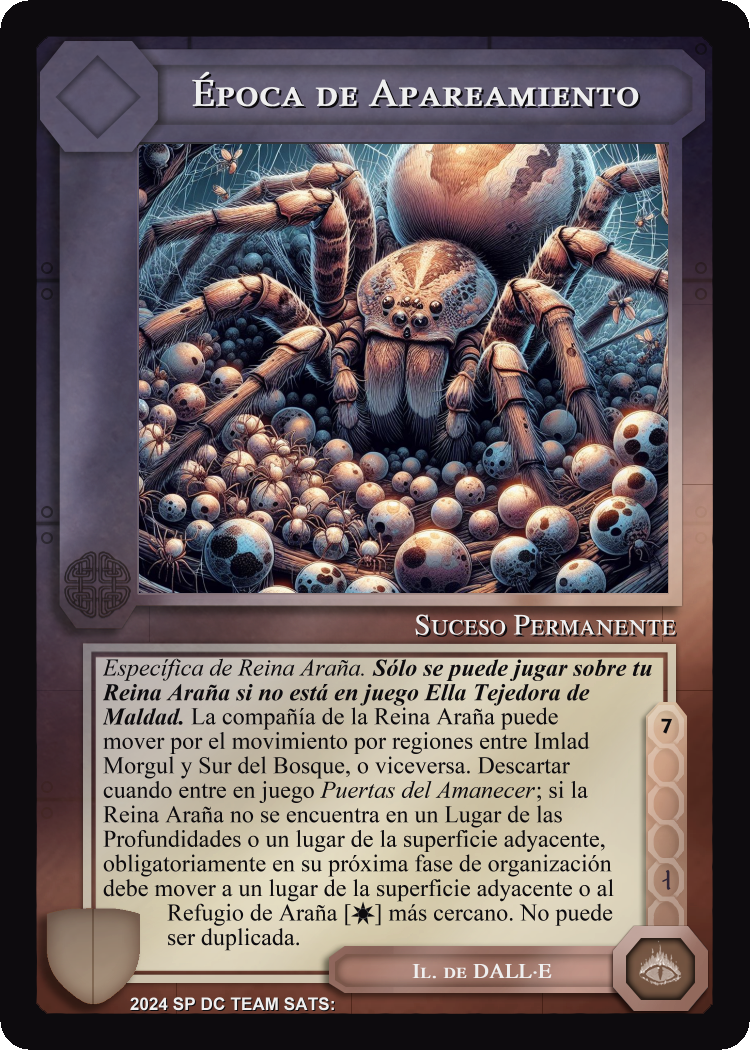 Época de Apareamiento
Suceso Permanente
Específica de Reina Araña. Sólo se puede jugar sobre tu
Reina Araña si no está en juego Ella Tejedora de
Maldad. La compañía de la Reina Araña puede
mover por el movimiento por regiones entre Imlad
Morgul y Sur del Bosque, o viceversa. Descartar
cuando entre en juego Puertas del Amanecer; si la
Reina Araña no se encuentra en un Lugar de las
Profundidades o un lugar de la superficie adyacente,
obligatoriamente en su próxima fase de organización
debe mover a un lugar de la superficie adyacente o al
Refugio de Araña [✷] más cercano. No puede
ser duplicada.
7
Il. de DALL·E
2024 SP DC TEAM SATS: